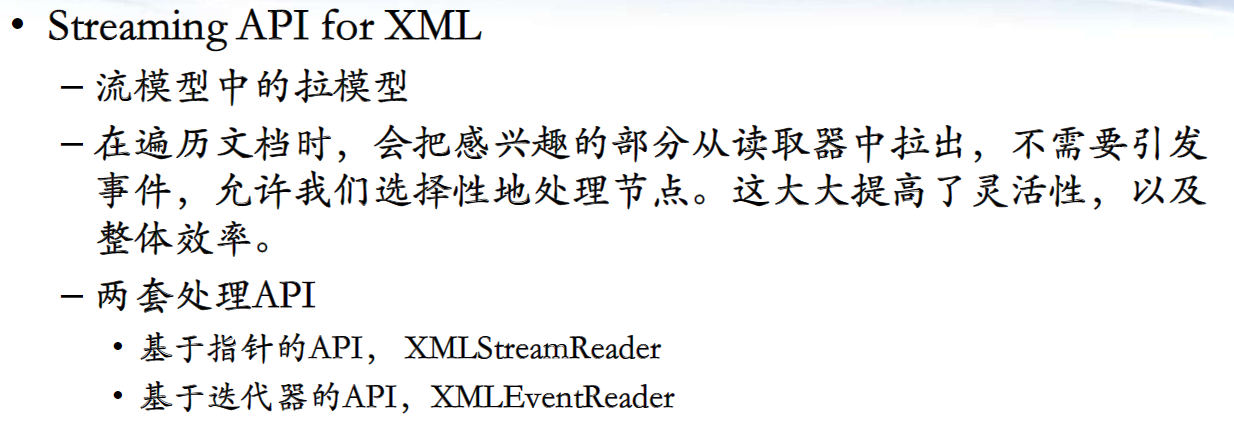 • Streaming API for XML
– 流模型中的拉模型
– 在遍历文档时，会把感兴趣的部分从读取器中拉出，不需要引发
事件，允许我们选择性地处理节点。这大大提高了灵活性，以及
整体效率。
– 两套处理API
• 基于指针的API， XMLStreamReader
• 基于迭代器的API，XMLEventReader